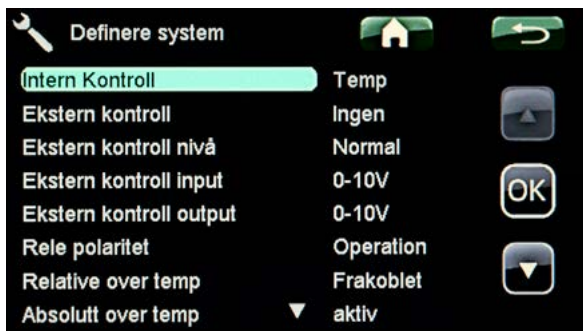 Definere system
Intern Kontroll Temp
Ekstern kontroll Ingen
Ekstern kontroll nivå Normal
Ekstern kontroll input 0-10V
Ekstern kontroll output 0-10V
Rele polaritet Operation
Relative over temp Frakoblet
Absolutt over temp aktiv
OK